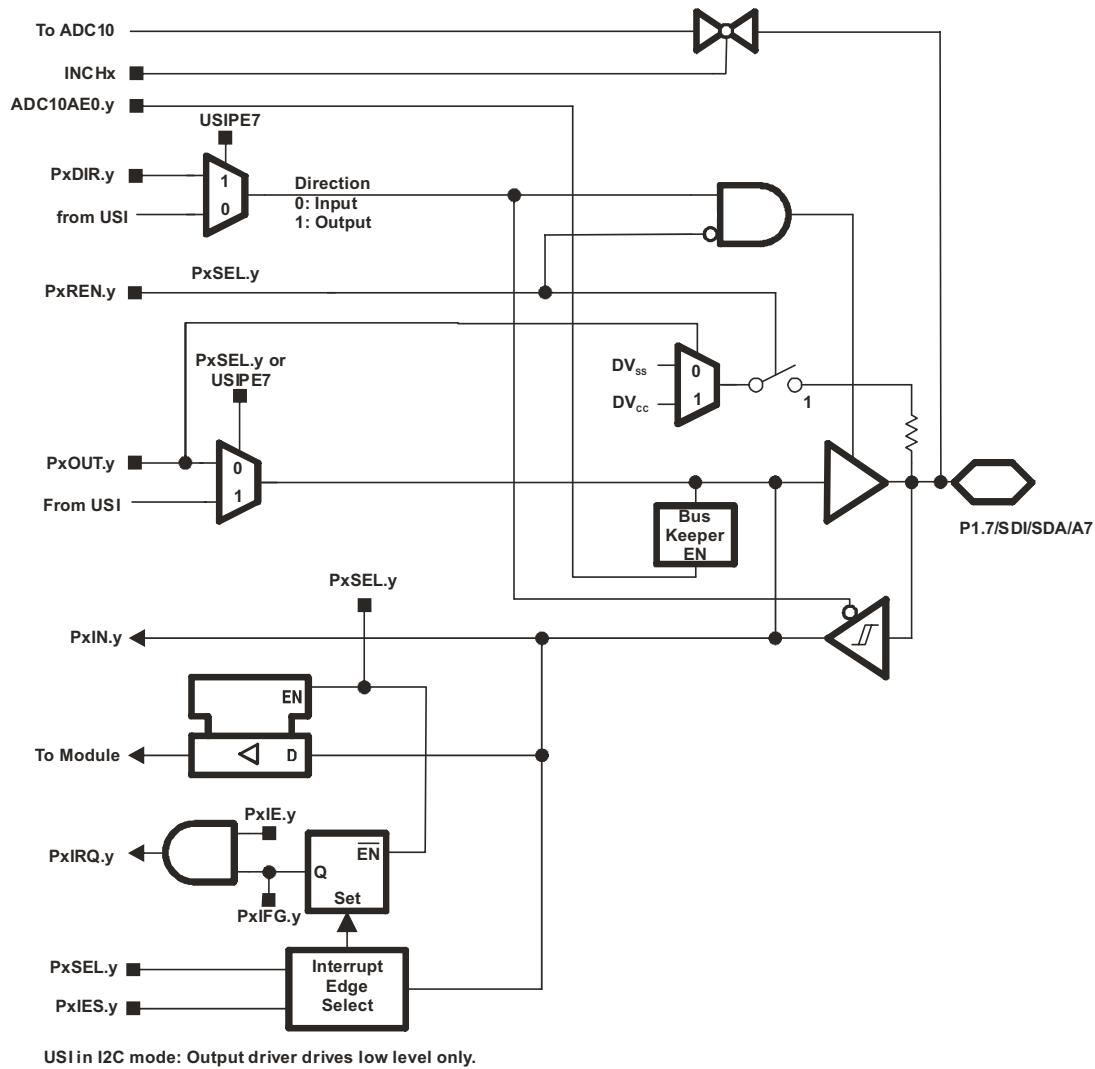 To ADC10
INCHx
ADC10AE0.y
USIPE7
PxDIR.y
1
from USI
0
Direction
0: Input
1: Output
PxSEL.y
PxREN.y
PxSEL.y or
USIPE7
DVss
0
DVcc
1
1
PxOUT.y
0
From USI
1
Bus
Keeper
EN
P1.7/SDI/SDA/A7
PxSEL.y
PxIN.y
EN
To Module
D
PxIE.y
PxIRQ.y
EN
Q
Set
PxIFG.y
PxSEL.y
PxIES.y
Interrupt
Edge
Select
USI in I2C mode: Output driver drives low level only.